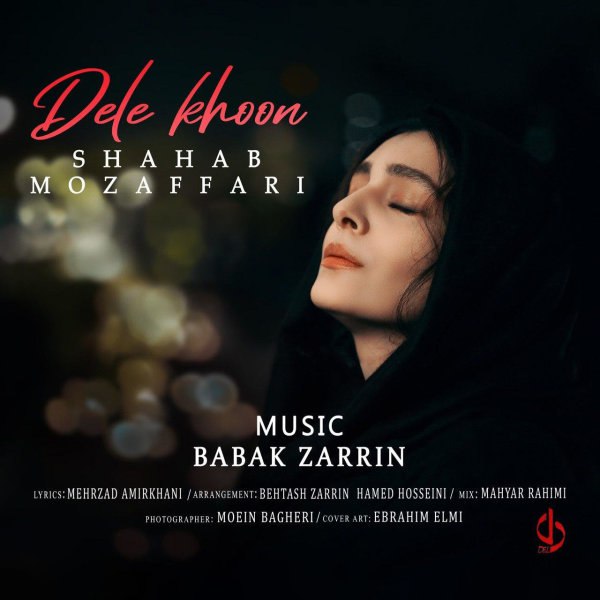 Dele khoon
SHAHAB
MOZAFFARI
MUSIC
BABAK ZARRIN
LYRICS: MEHRZAD AMIRKHANI / ARRANGEMENT: BEHTASH ZARRIN HAMED HOSSEINI / MIX: MAHYAR RAHIMI
PHOTOGRAPHER: MOEIN BAGHERI / COVER ART: EBRAHIM ELMI
DEL